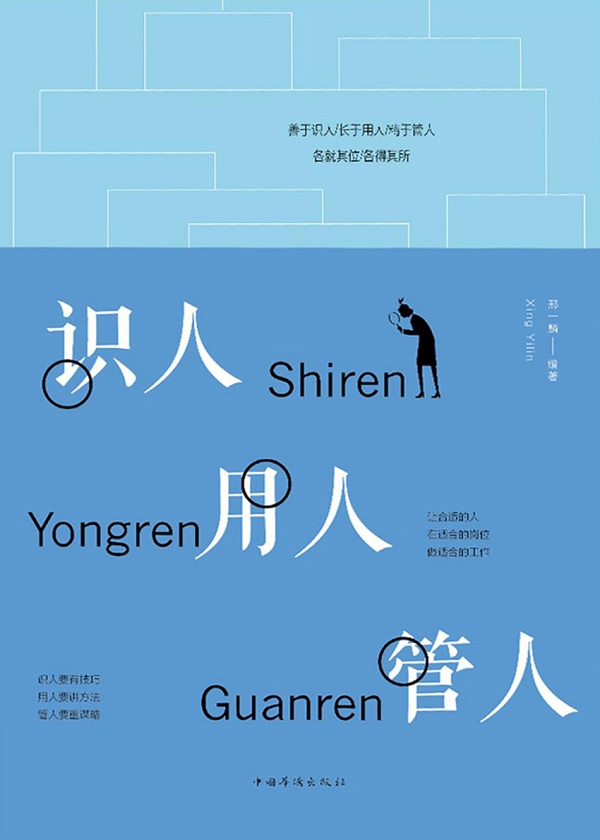 善于识人/长于用人/精于管人
各就其位/各得其所
识人
Shiren
邢一麟——编著
Xing Yilin
Yongren
用人
让合适的人
在适合的岗位
做适合的工作
识人要有技巧
用人要讲方法
管人要重谋略
Guanren
管人
中国华侨出版社